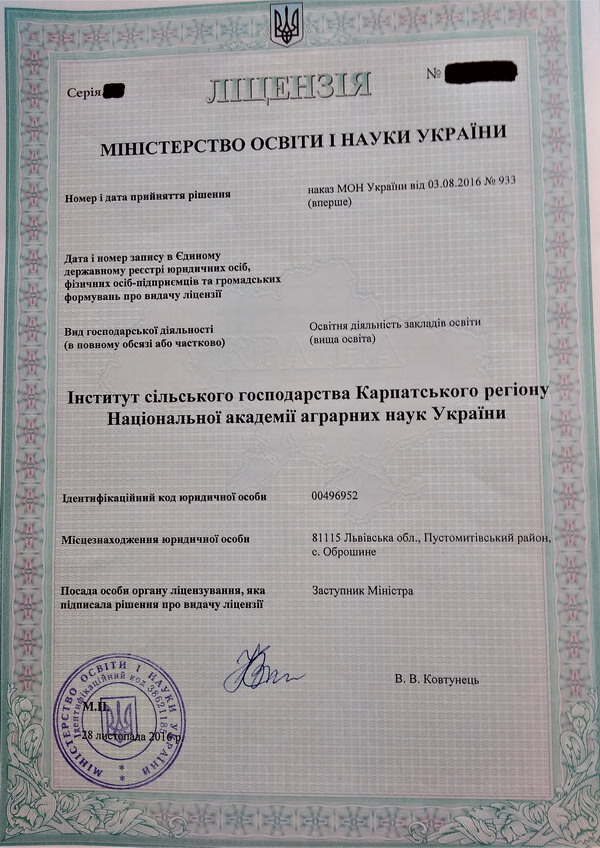 Серія
ЛІЦЕНЗІЯ
№
МІНІСТЕРСТВО ОСВІТИ І НАУКИ УКРАЇНИ
Номер і дата прийняття рішення
наказ МОН України від 03.08.2016 № 933
(вперше)
Дата і номер запису в Єдиному
державному реєстрі юридичних осіб,
фізичних осіб-підприємців та громадських
формувань про видачу ліцензії
Вид господарської діяльності
(в повному обсязі або частково)
Освітня діяльність закладів освіти
(вища освіта)
Інститут сільського господарства Карпатського регіону
Національної академії аграрних наук України
Ідентифікаційний код юридичної особи
00496952
Місцезнаходження юридичної особи
81115 Львівська обл., Пустомитівський район,
с. Оброшине
Посада особи органу ліцензування, яка
підписала рішення про видачу ліцензії
Заступник Міністра
В. В. Ковтунець
МІНІСТЕРСТВО ОСВІТИ І НАУКИ УКРАЇНИ
Ідентифікаційний код
М.П.
28 листопада 2016 р